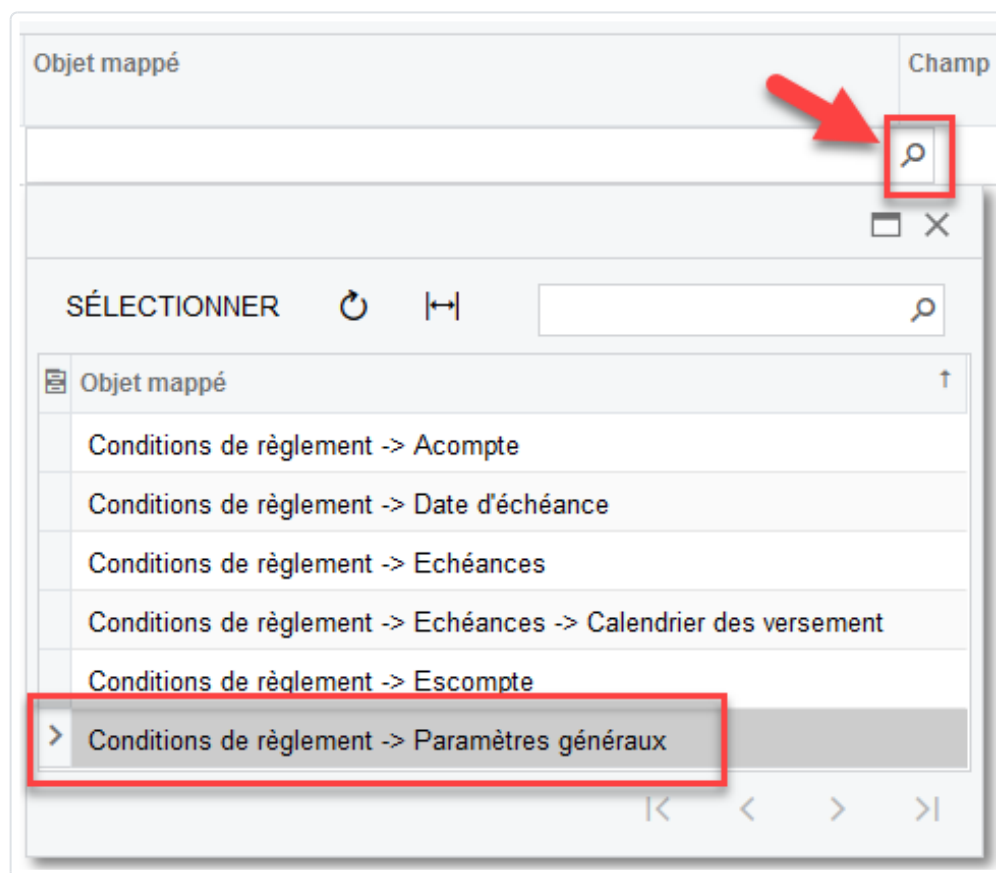 Objet mappé Champ
SÉLECTIONNER
Objet mappé
Conditions de règlement -> Acompte
Conditions de règlement -> Date d'échéance
Conditions de règlement -> Echéances
Conditions de règlement -> Echéances -> Calendrier des versement
Conditions de règlement -> Escompte
Conditions de règlement -> Paramètres généraux